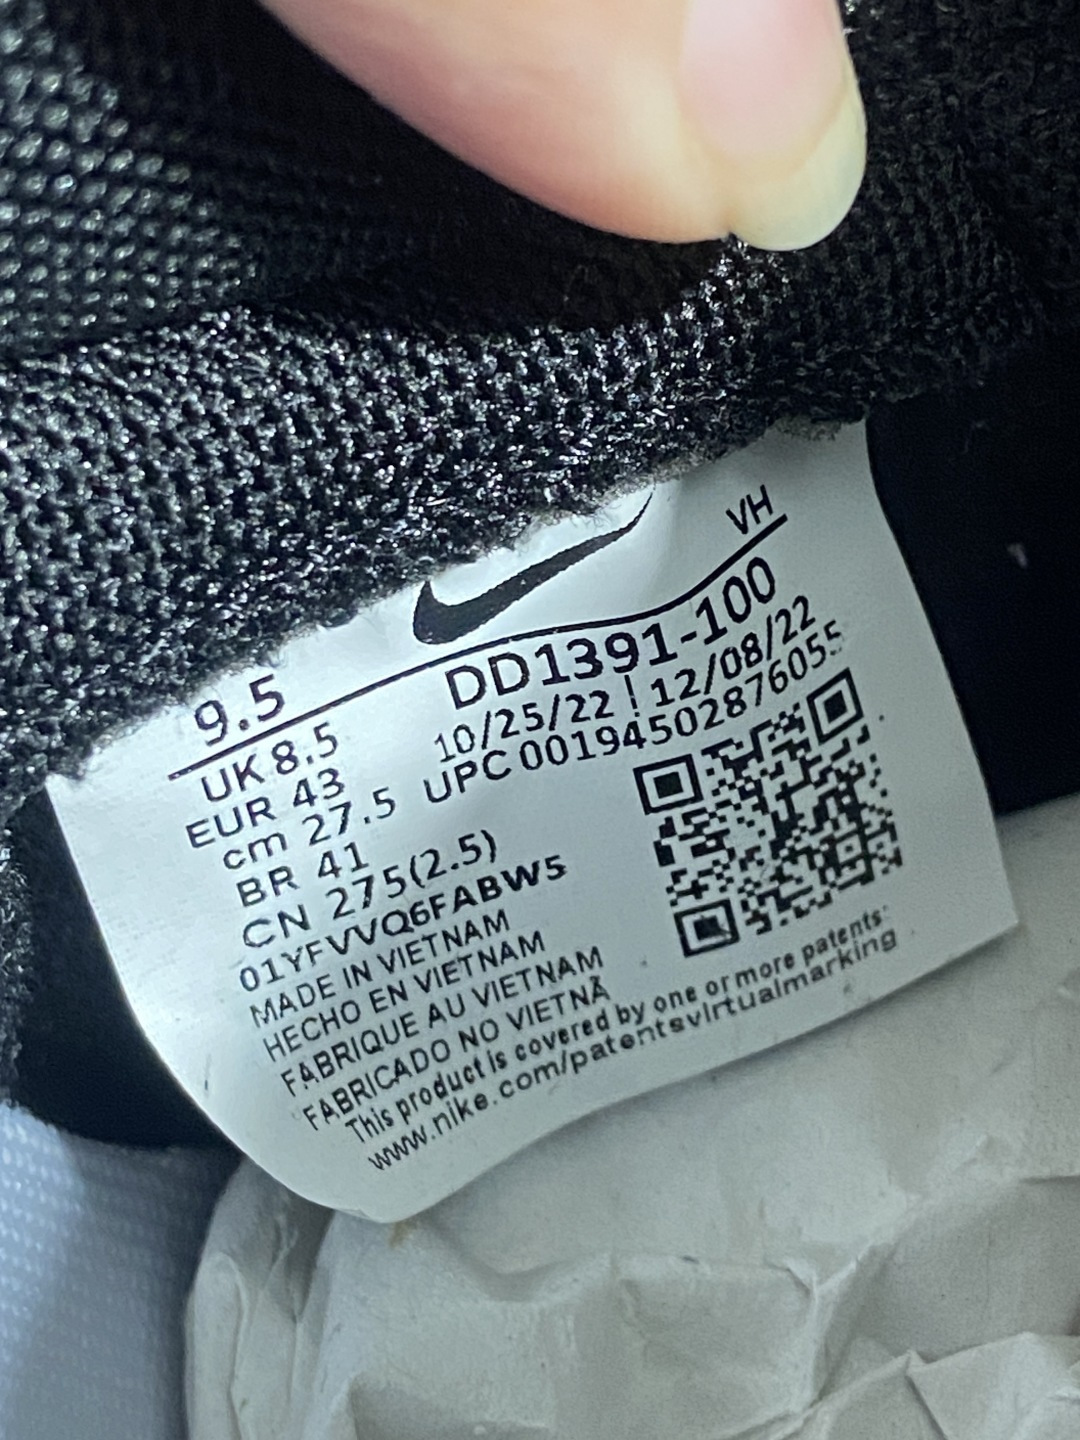 VH
9.5 DD1391-100
UK 8.5 10/25/22 | 12/08/22
EUR 43 UPC 00194502876055
cm 27.5
BR 41
CN 275(2.5)
01YFVVQ6FABW5
MADE IN VIETNAM
HECHO EN VIETNAM
FABRIQUE AU VIETNAM
FABRICADO NO VIETNÃ
This product is covered by one or more patents:
www.nike.com/patentsvirtualmarking